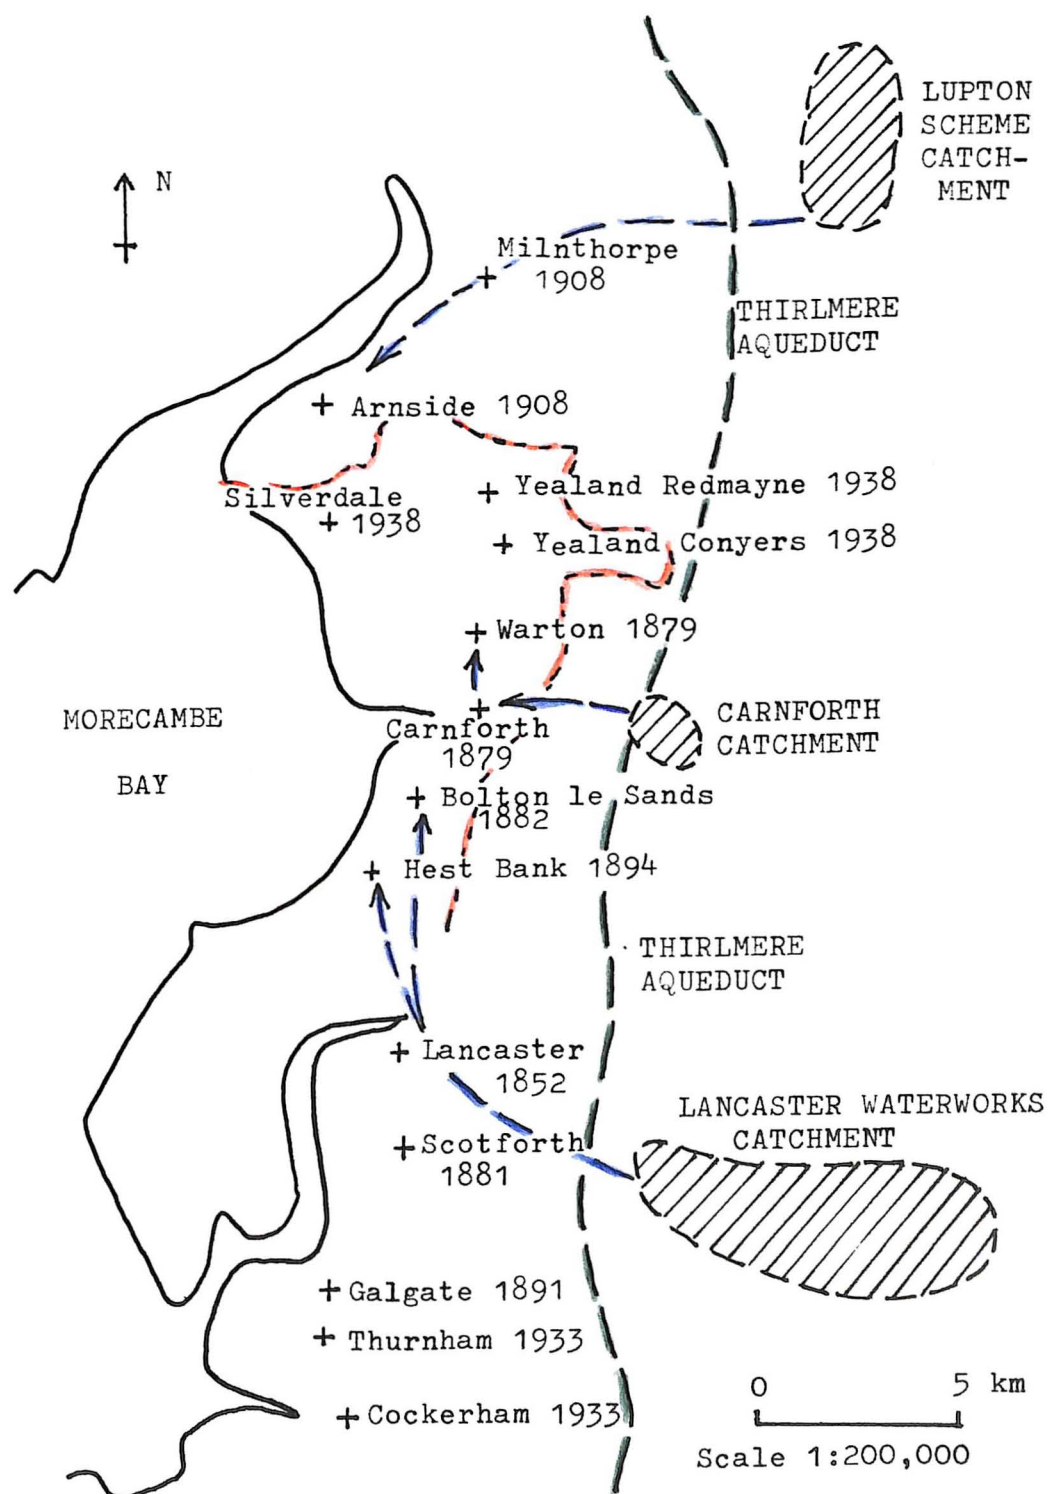 LUPTON
SCHEME
CATCH-
MENT
N
Milnthorpe
1908
THIRLMERE
AQUEDUCT
Arnside 1908
Yealand Redmayne 1938
Silverdale
1938
Yealand Conyers 1938
Warton 1879
MORECAMBE
BAY
Carnforth
1879
CARNFORTH
CATCHMENT
Bolton le Sands
1882
Hest Bank 1894
THIRLMERE
AQUEDUCT
Lancaster
1852
LANCASTER WATERWORKS
CATCHMENT
Scotforth
1881
Galgate 1891
Thurnham 1933
Cockerham 1933
0 5 km
Scale 1:200,000